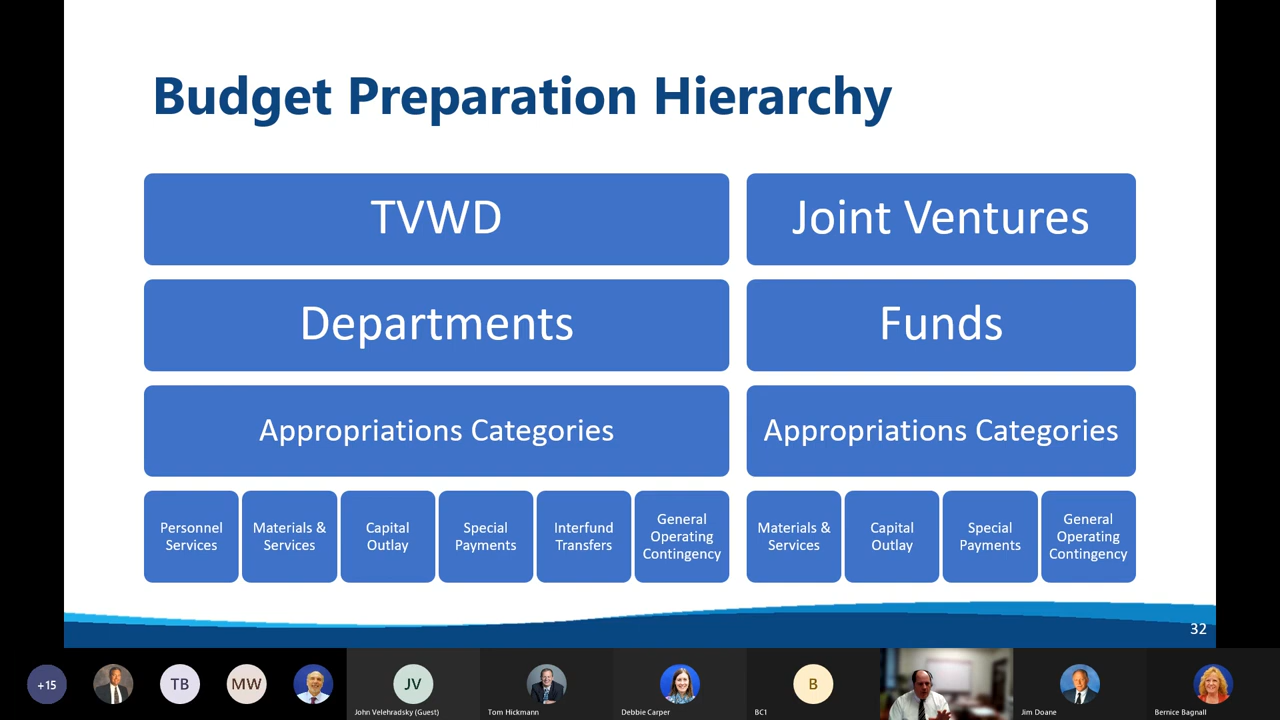 Budget Preparation Hierarchy
TVWD
Joint Ventures
Departments
Funds
Appropriations Categories
Appropriations Categories
Personnel
Services
Materials &
Services
Capital
Outlay
Special
Payments
Interfund
Transfers
General
Operating
Contingency
Materials &
Services
Capital
Outlay
Special
Payments
General
Operating
Contingency
32
+15
TB
MW
JV
John Velehradsky (Guest)
Tom Hickmann
Debbie Carper
B
BC1
Jim Doane
Bernice Bagnall